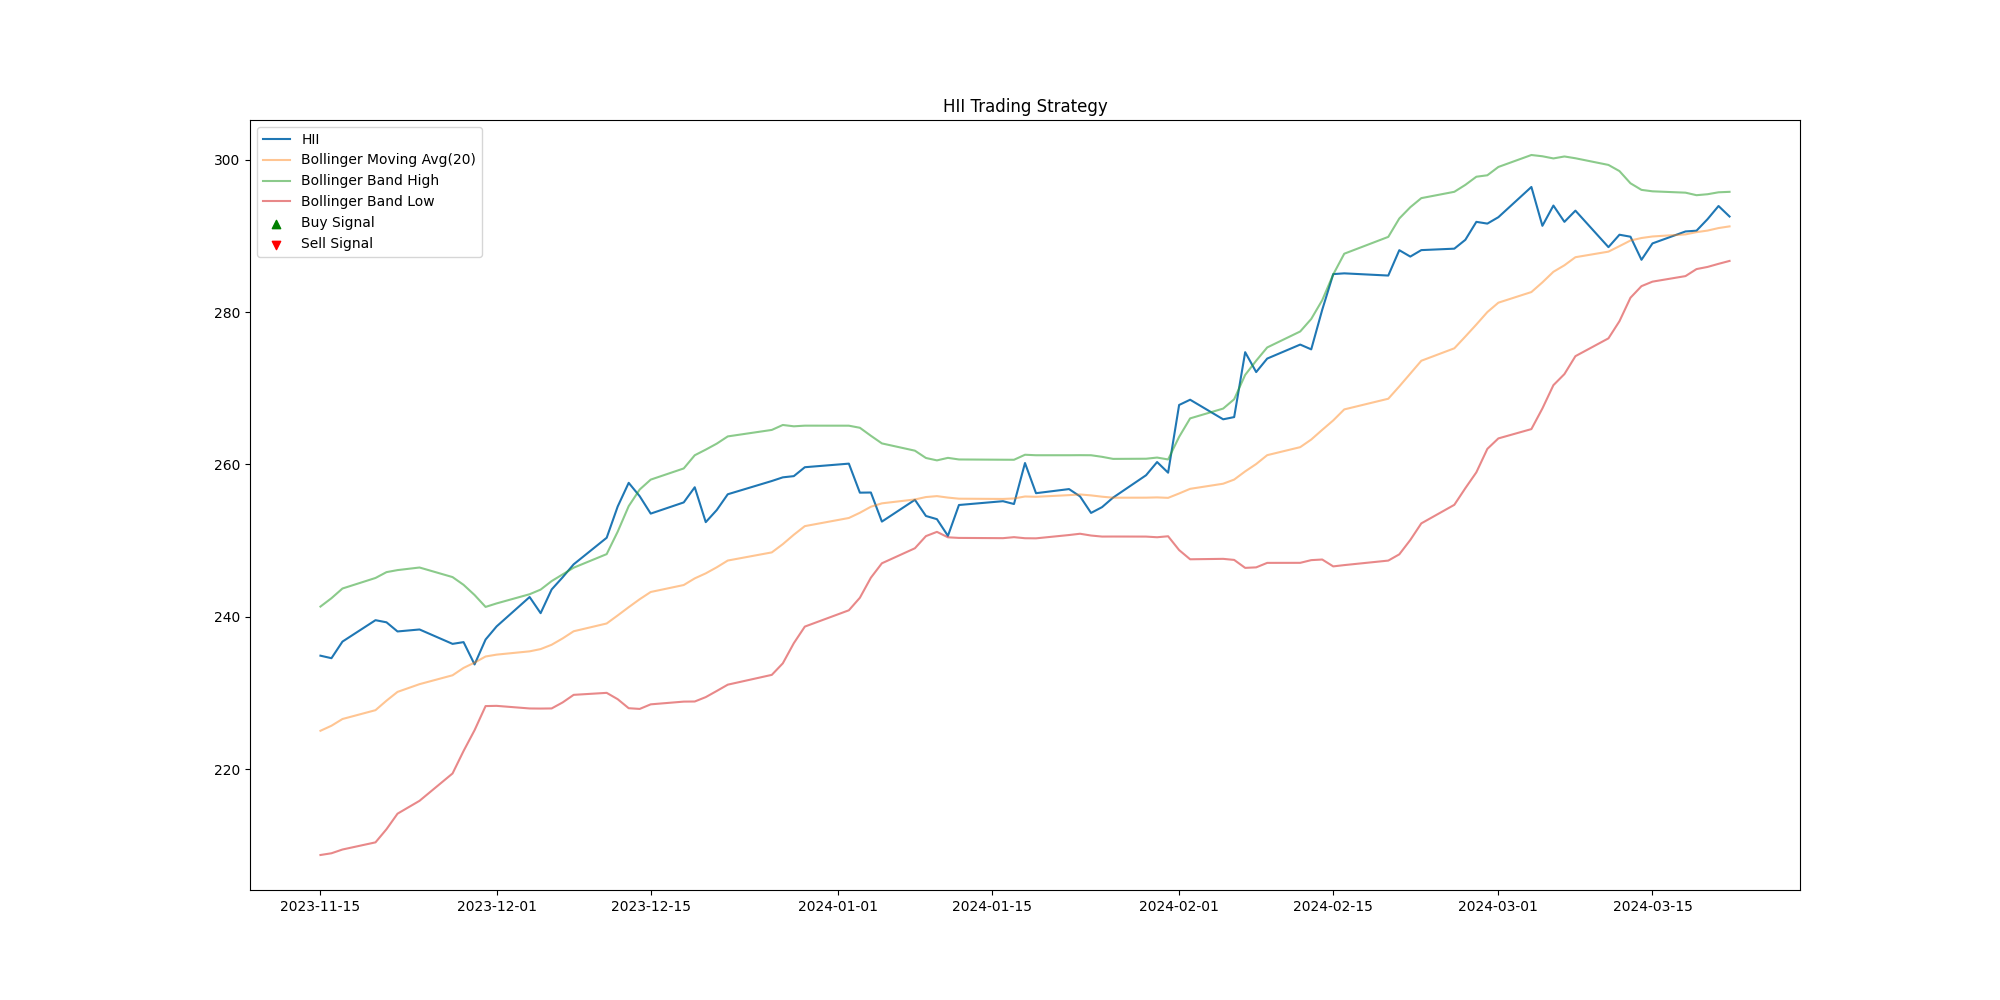 HII Trading Strategy
HII
Bollinger Moving Avg(20)
Bollinger Band High
Bollinger Band Low
Buy Signal
Sell Signal
300
280
260
240
220
2023-11-15 2023-12-01 2023-12-15 2024-01-01 2024-01-15 2024-02-01 2024-02-15 2024-03-01 2024-03-15